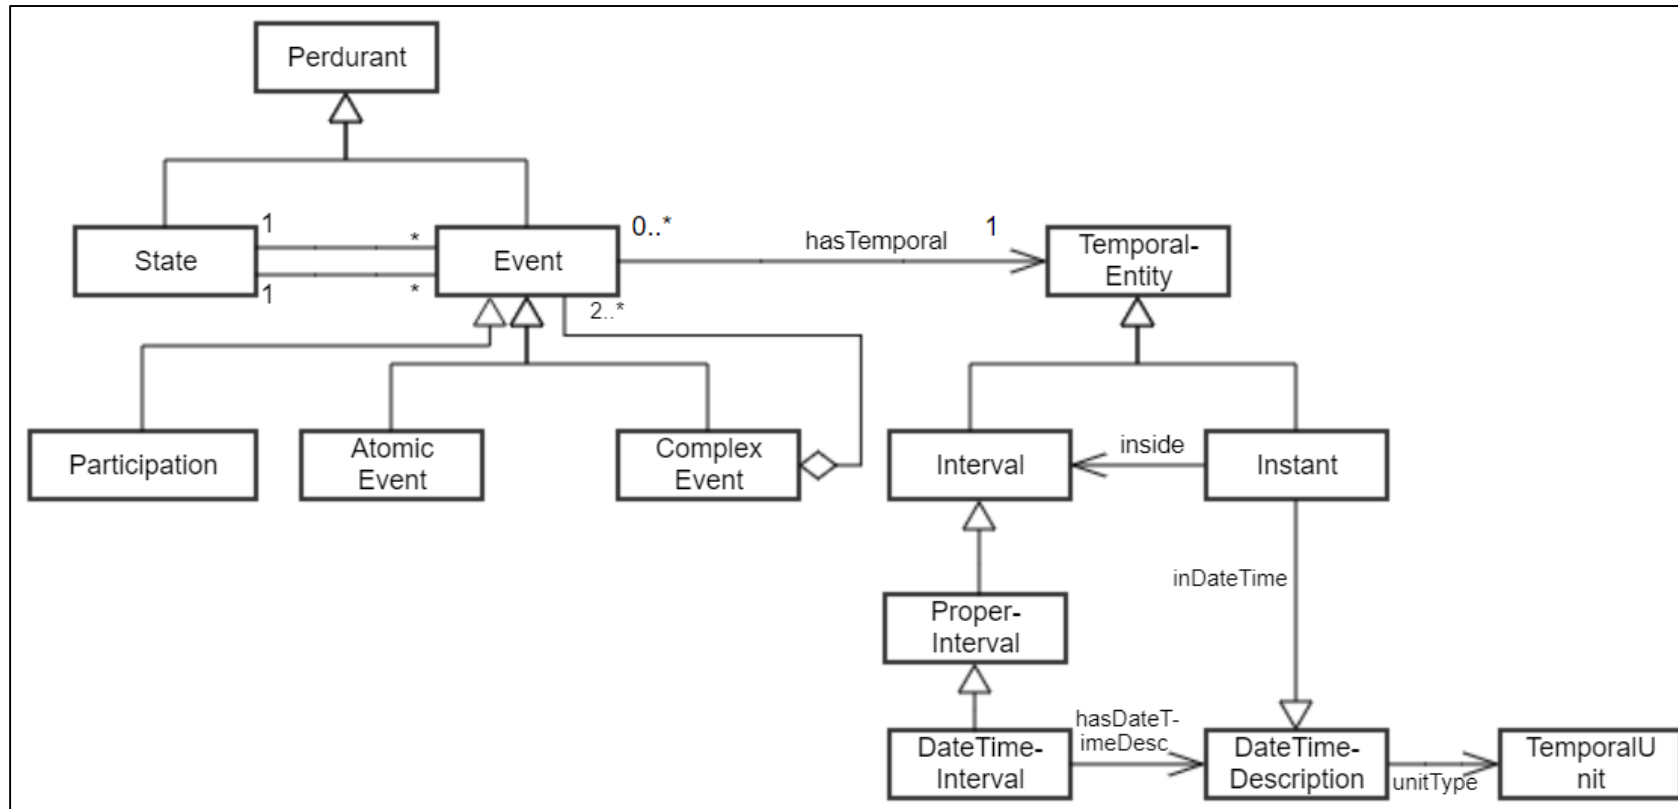 Perdurant
State
1
*
1
*
Event
0..*
hasTemporal
1
Temporal-
Entity
2..*
Participation
Atomic
Event
Complex
Event
Interval
inside
Instant
inDateTime
Proper-
Interval
DateTime-
Interval
hasDateT-
imeDesc
DateTime-
Description
unitType
TemporalU
nit